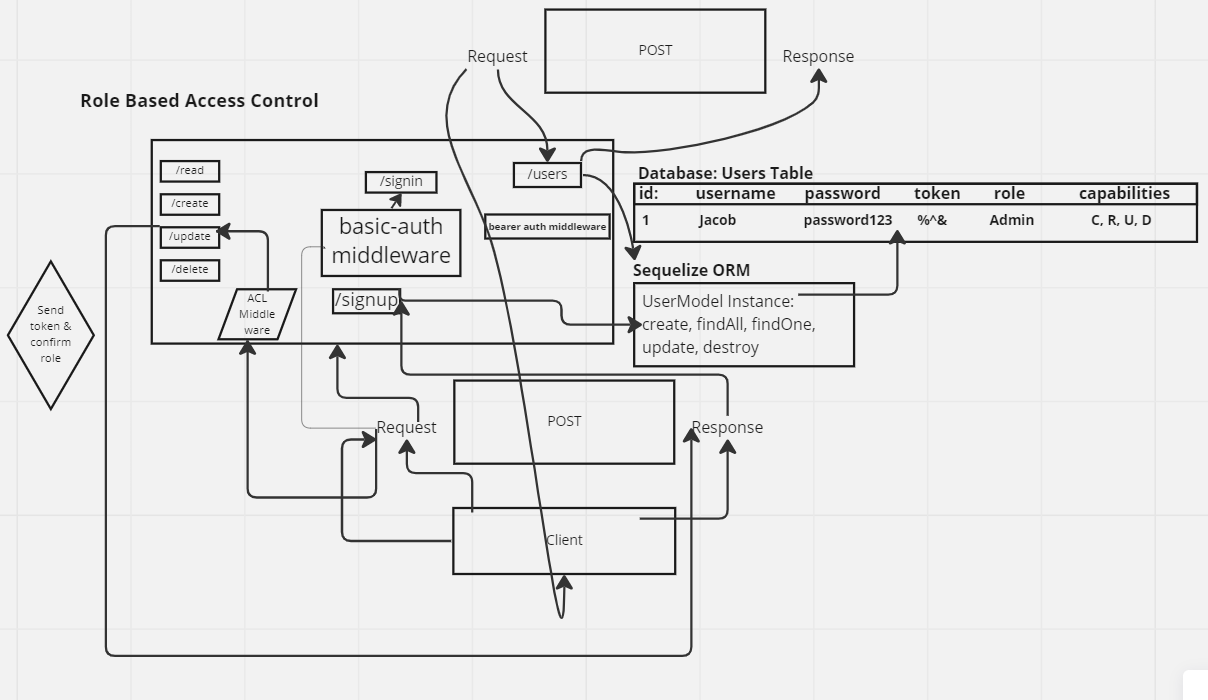 Request
POST
Response
Role Based Access Control
/read
/create
/update
/delete
/signin
basic-auth
middleware
/signup
/users
bearer auth middleware
ACL
Middle
ware
Send
token &
confirm
role
Database: Users Table
id: username password token role capabilities
1 Jacob password123 %^& Admin C, R, U, D
Sequelize ORM
UserModel Instance:
create, findAll, findOne,
update, destroy
Request
POST
Response
Client